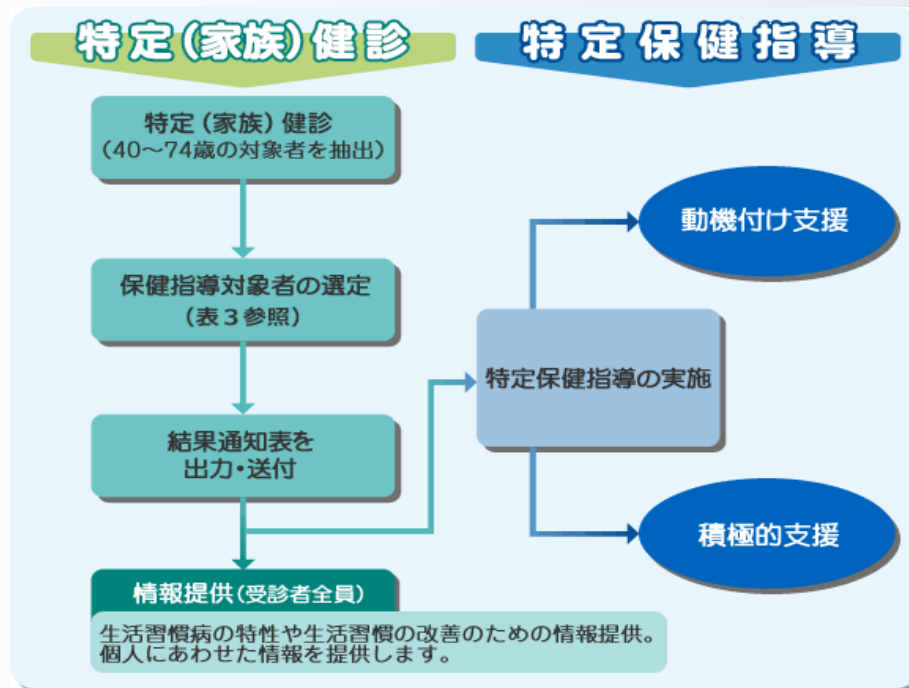 特定(家族)健診
特定保健指導
特定(家族)健診
(40〜74歳の対象者を抽出)
保健指導対象者の選定
(表3参照)
結果通知表を
出力・送付
情報提供(受診者全員)
生活習慣病の特性や生活習慣の改善のための情報提供。
個人にあわせた情報を提供します。
特定保健指導の実施
動機付け支援
積極的支援